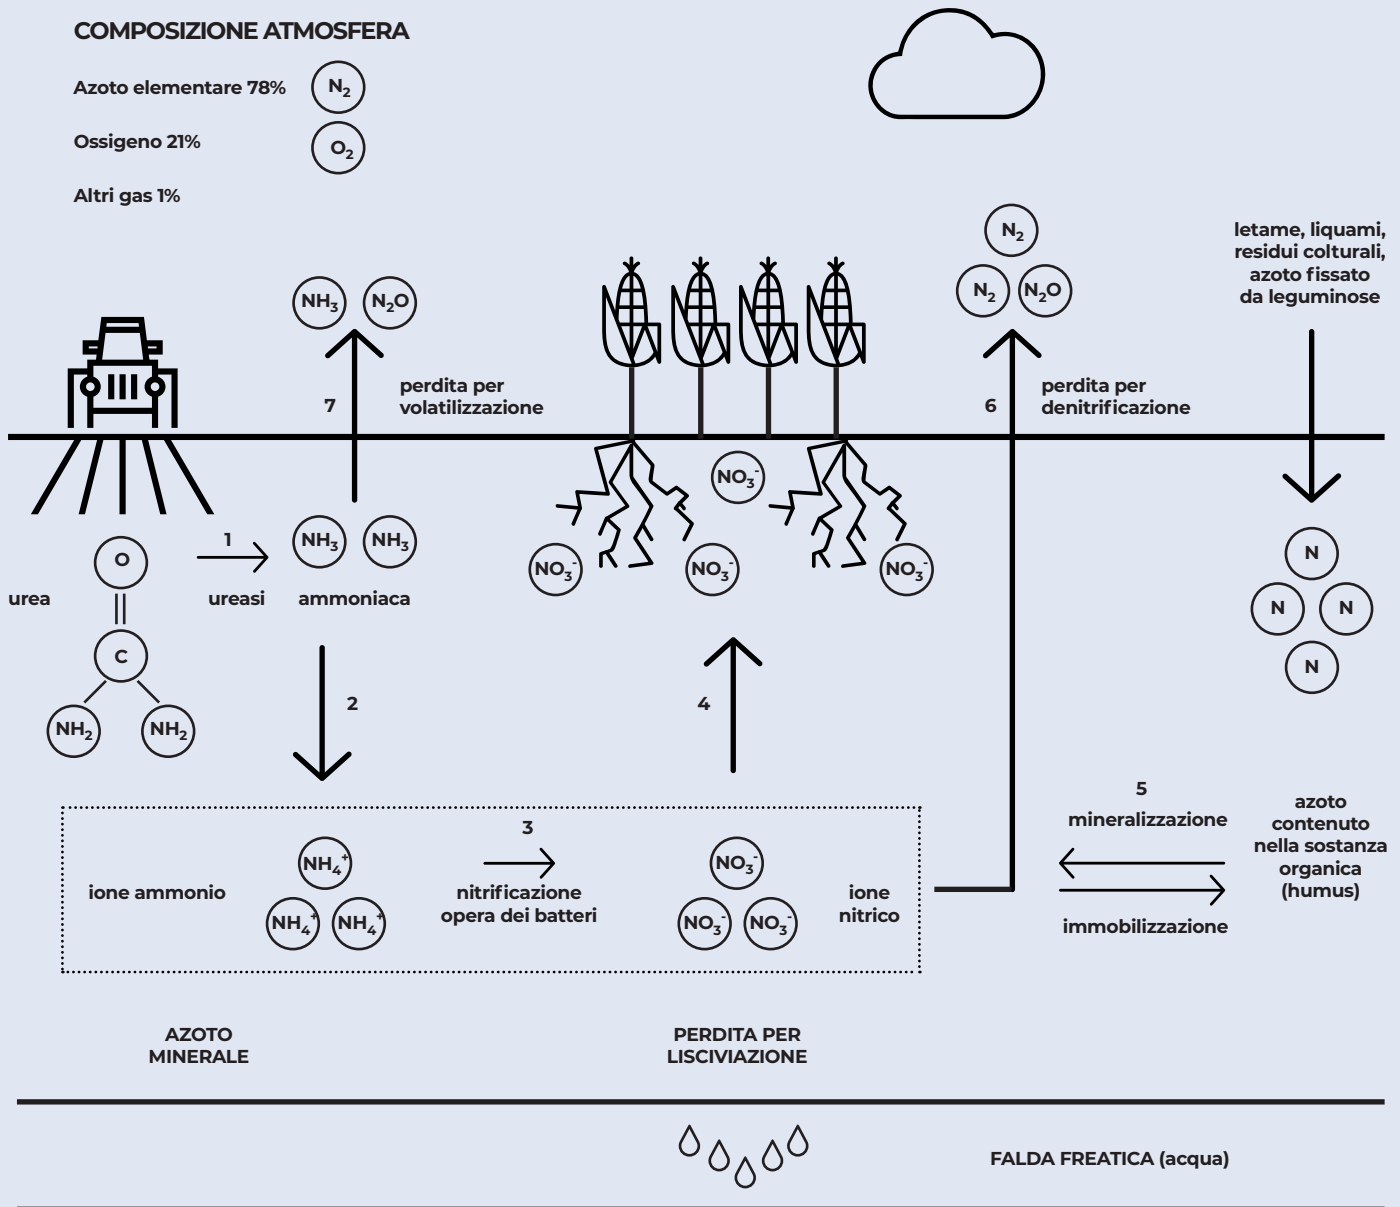 COMPOSIZIONE ATMOSFERA
Azoto elementare 78%
N₂
Ossigeno 21%
O₂
Altri gas 1%
NH₃
N₂O
7
perdita per
volatilizzazione
N₂
N₂
N₂O
6
perdita per
denitrificazione
letame, liquami,
residui colturali,
azoto fissato
da leguminose
urea
O
C
NH₂
NH₂
1
ureasi
NH₃
NH₃
ammoniaca
NO₃⁻
NO₃⁻
NO₃⁻
NO₃⁻
N
N
N
N
2
4
ione ammonio
NH₄⁺
NH₄⁺
NH₄⁺
3
nitrificazione
opera dei batteri
NO₃⁻
NO₃⁻
NO₃⁻
ione
nitrico
5
mineralizzazione
immobilizzazione
azoto
contenuto
nella sostanza
organica
(humus)
AZOTO
MINERALE
PERDITA PER
LISCIVIAZIONE
FALDA FREATICA (acqua)